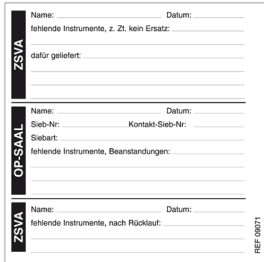 ZSVA
Name: Datum:
fehlende Instrumente, z. Zt. kein Ersatz:
dafür geliefert:
OP-SAAL
Name: Datum:
Sieb-Nr: Kontakt-Sieb-Nr:
Siebart:
fehlende Instrumente, Beanstandungen:
ZSVA
Name: Datum:
fehlende Instrumente, nach Rücklauf:
REF 09071